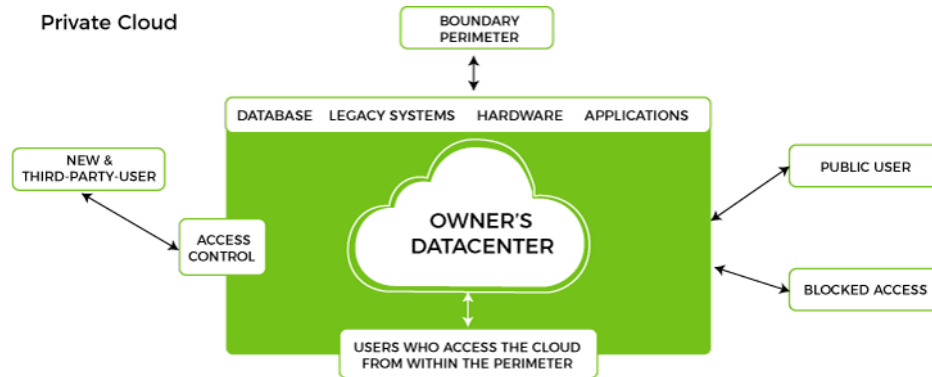 Private Cloud
BOUNDARY
PERIMETER
DATABASE LEGACY SYSTEMS HARDWARE APPLICATIONS
NEW &
THIRD-PARTY-USER
PUBLIC USER
OWNER'S
DATACENTER
ACCESS
CONTROL
BLOCKED ACCESS
USERS WHO ACCESS THE CLOUD
FROM WITHIN THE PERIMETER